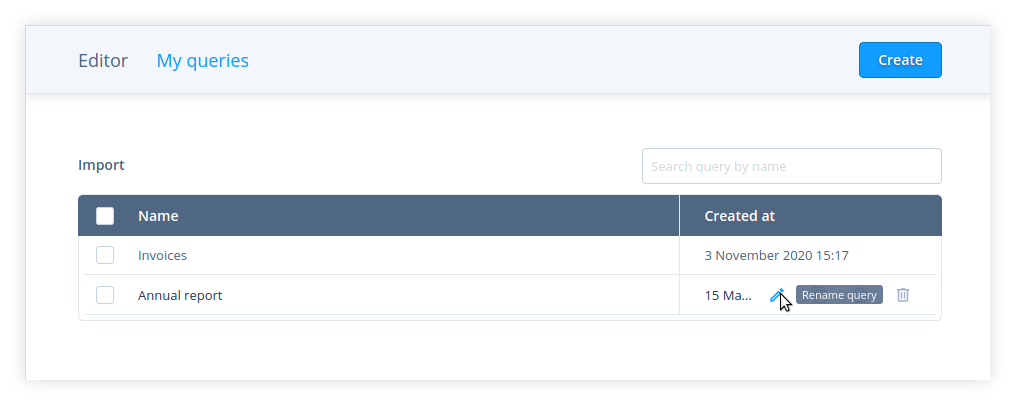 Editor My queries Create
Import Search query by name
Name Created at
Invoices 3 November 2020 15:17
Annual report 15 Ma... Rename query